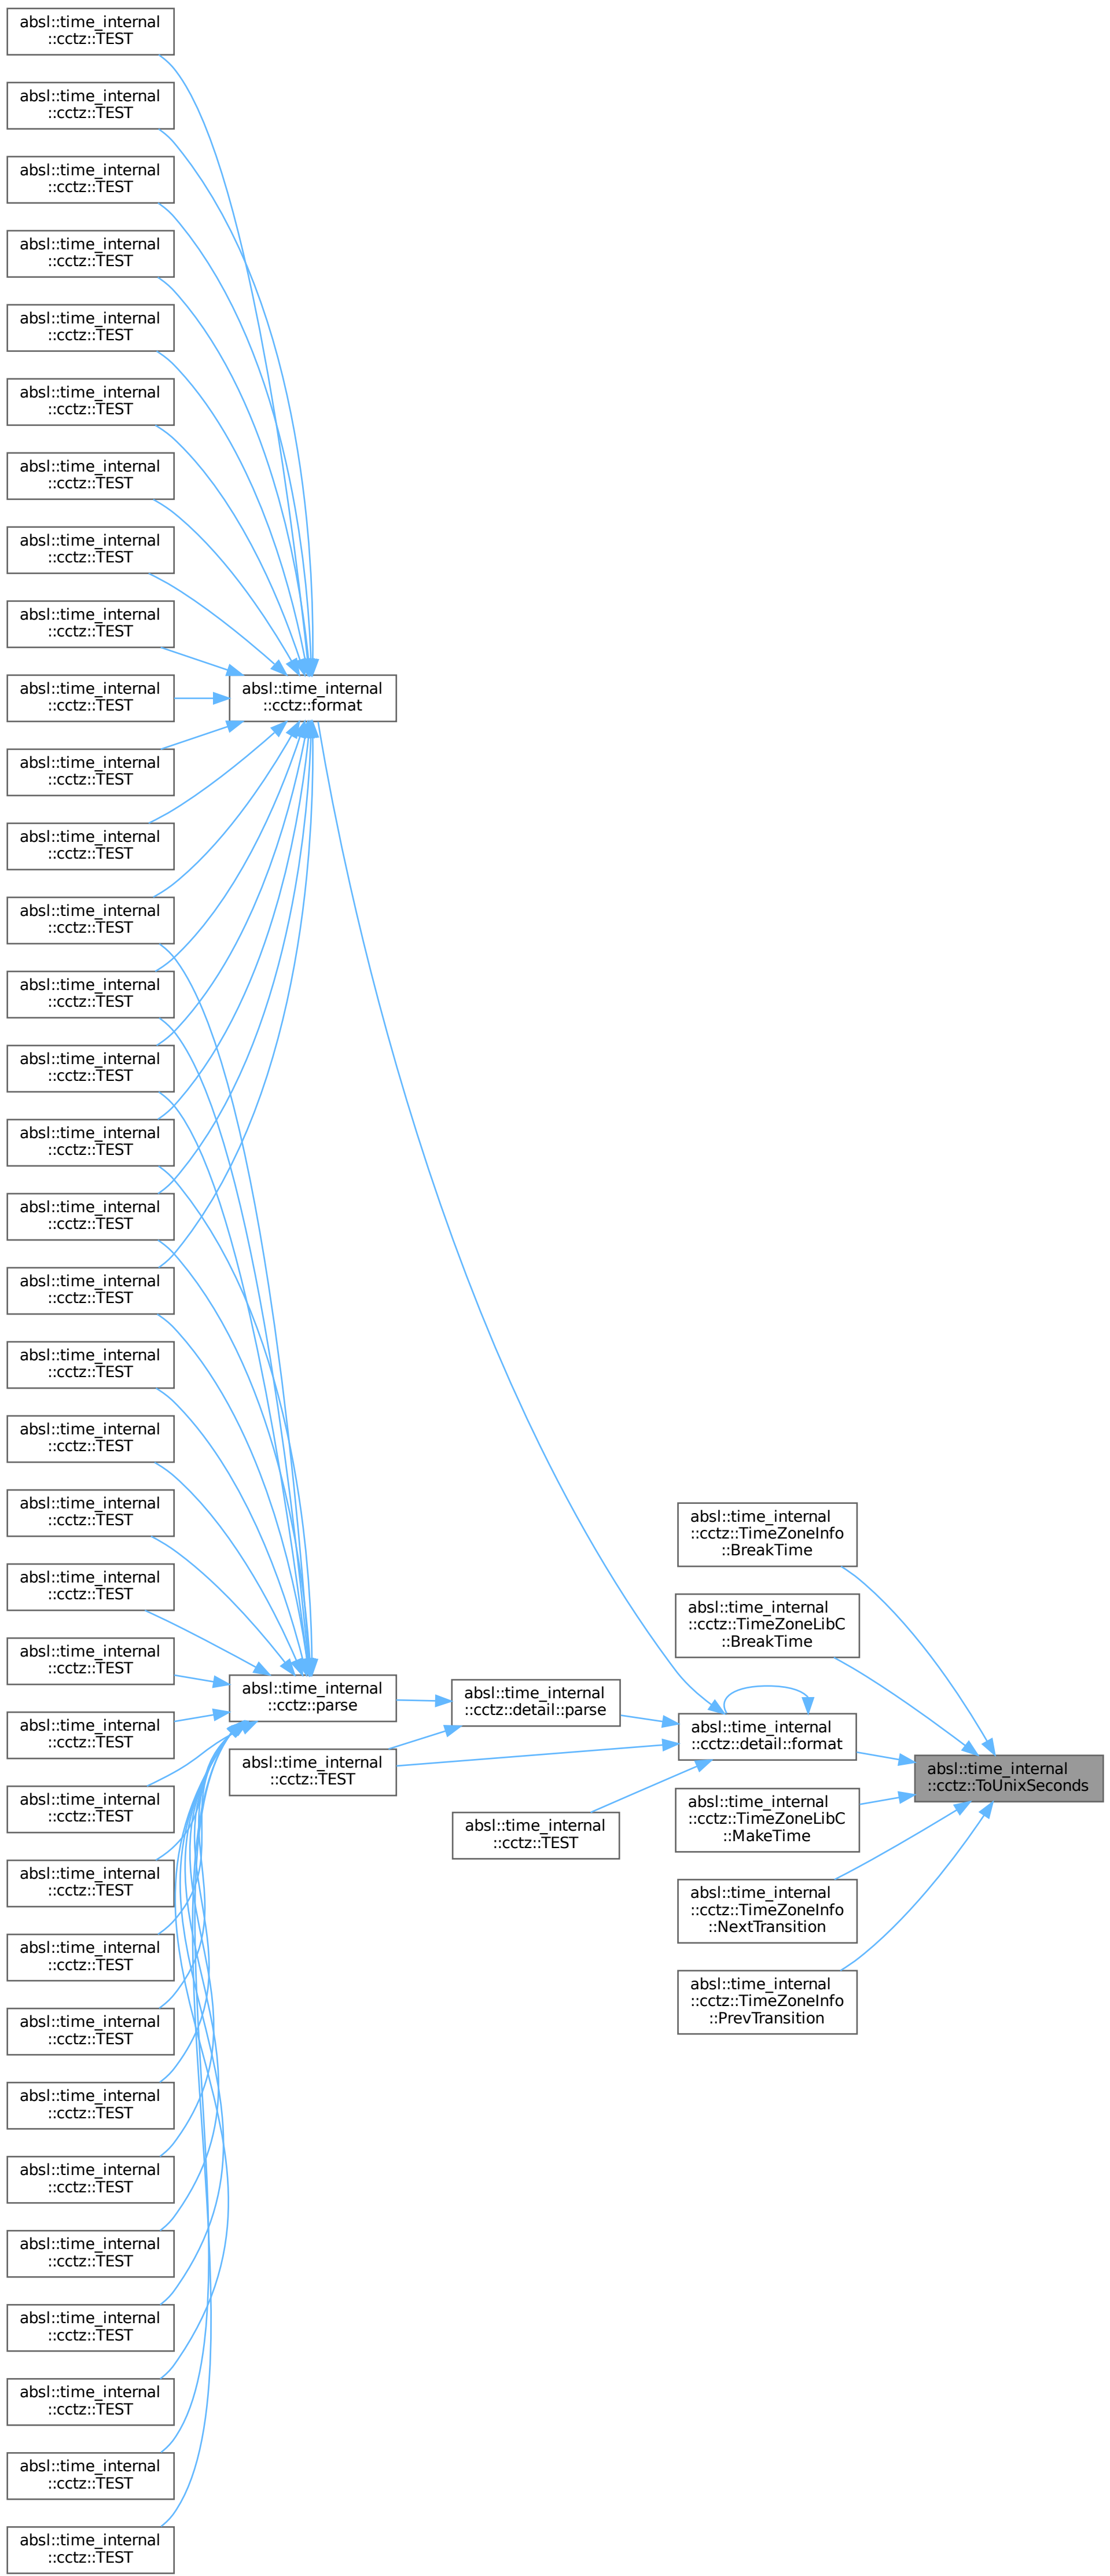 absl::time_internal
::cctz::TEST
absl::time_internal
::cctz::TEST
absl::time_internal
::cctz::TEST
absl::time_internal
::cctz::TEST
absl::time_internal
::cctz::TEST
absl::time_internal
::cctz::TEST
absl::time_internal
::cctz::TEST
absl::time_internal
::cctz::TEST
absl::time_internal
::cctz::TEST
absl::time_internal
::cctz::TEST
absl::time_internal
::cctz::TEST
absl::time_internal
::cctz::TEST
absl::time_internal
::cctz::TEST
absl::time_internal
::cctz::TEST
absl::time_internal
::cctz::TEST
absl::time_internal
::cctz::TEST
absl::time_internal
::cctz::TEST
absl::time_internal
::cctz::TEST
absl::time_internal
::cctz::TEST
absl::time_internal
::cctz::TEST
absl::time_internal
::cctz::TEST
absl::time_internal
::cctz::TEST
absl::time_internal
::cctz::TEST
absl::time_internal
::cctz::TEST
absl::time_internal
::cctz::TEST
absl::time_internal
::cctz::TEST
absl::time_internal
::cctz::TEST
absl::time_internal
::cctz::TEST
absl::time_internal
::cctz::TEST
absl::time_internal
::cctz::TEST
absl::time_internal
::cctz::TEST
absl::time_internal
::cctz::TEST
absl::time_internal
::cctz::TEST
absl::time_internal
::cctz::TEST
absl::time_internal
::cctz::TEST
absl::time_internal
::cctz::format
absl::time_internal
::cctz::parse
absl::time_internal
::cctz::TEST
absl::time_internal
::cctz::detail::parse
absl::time_internal
::cctz::TEST
absl::time_internal
::cctz::TimeZoneInfo
::BreakTime
absl::time_internal
::cctz::TimeZoneLibC
::BreakTime
absl::time_internal
::cctz::detail::format
absl::time_internal
::cctz::TimeZoneLibC
::MakeTime
absl::time_internal
::cctz::TimeZoneInfo
::NextTransition
absl::time_internal
::cctz::TimeZoneInfo
::PrevTransition
absl::time_internal
::cctz::ToUnixSeconds